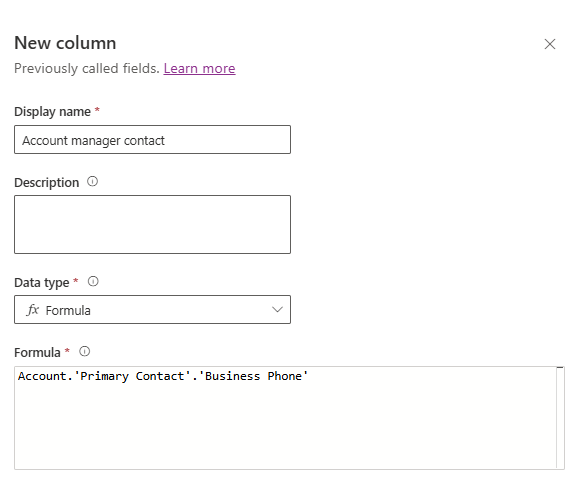 New column
Previously called fields. Learn more
Display name *
Account manager contact
Description
Data type *
fx Formula
Formula *
Account.'Primary Contact'.'Business Phone'